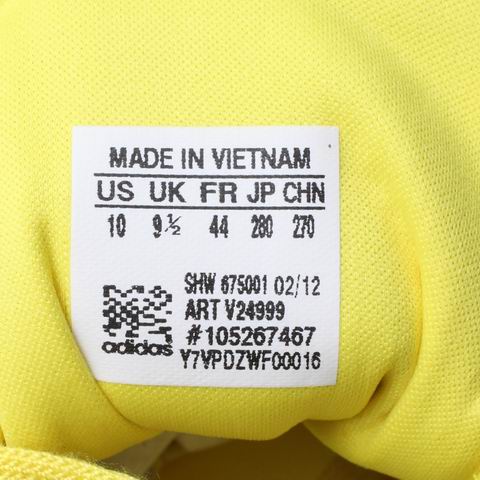 MADE IN VIETNAM
US UK FR JP CHN
10 9½ 44 280 270
SHW 675001 02/12
ART V24999
#105267467
adidas Y7VPDZWF00016